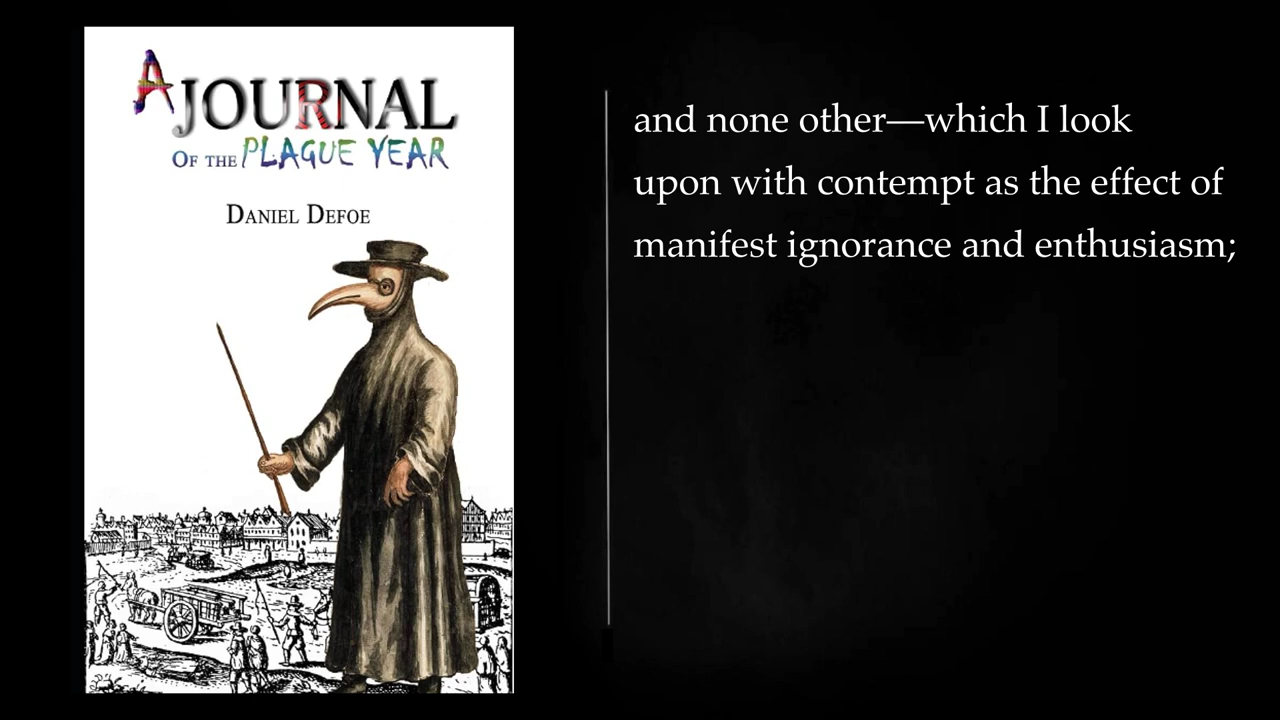 A JOURNAL
OF THE PLAGUE YEAR
DANIEL DEFOE
and none other—which I look
upon with contempt as the effect of
manifest ignorance and enthusiasm;